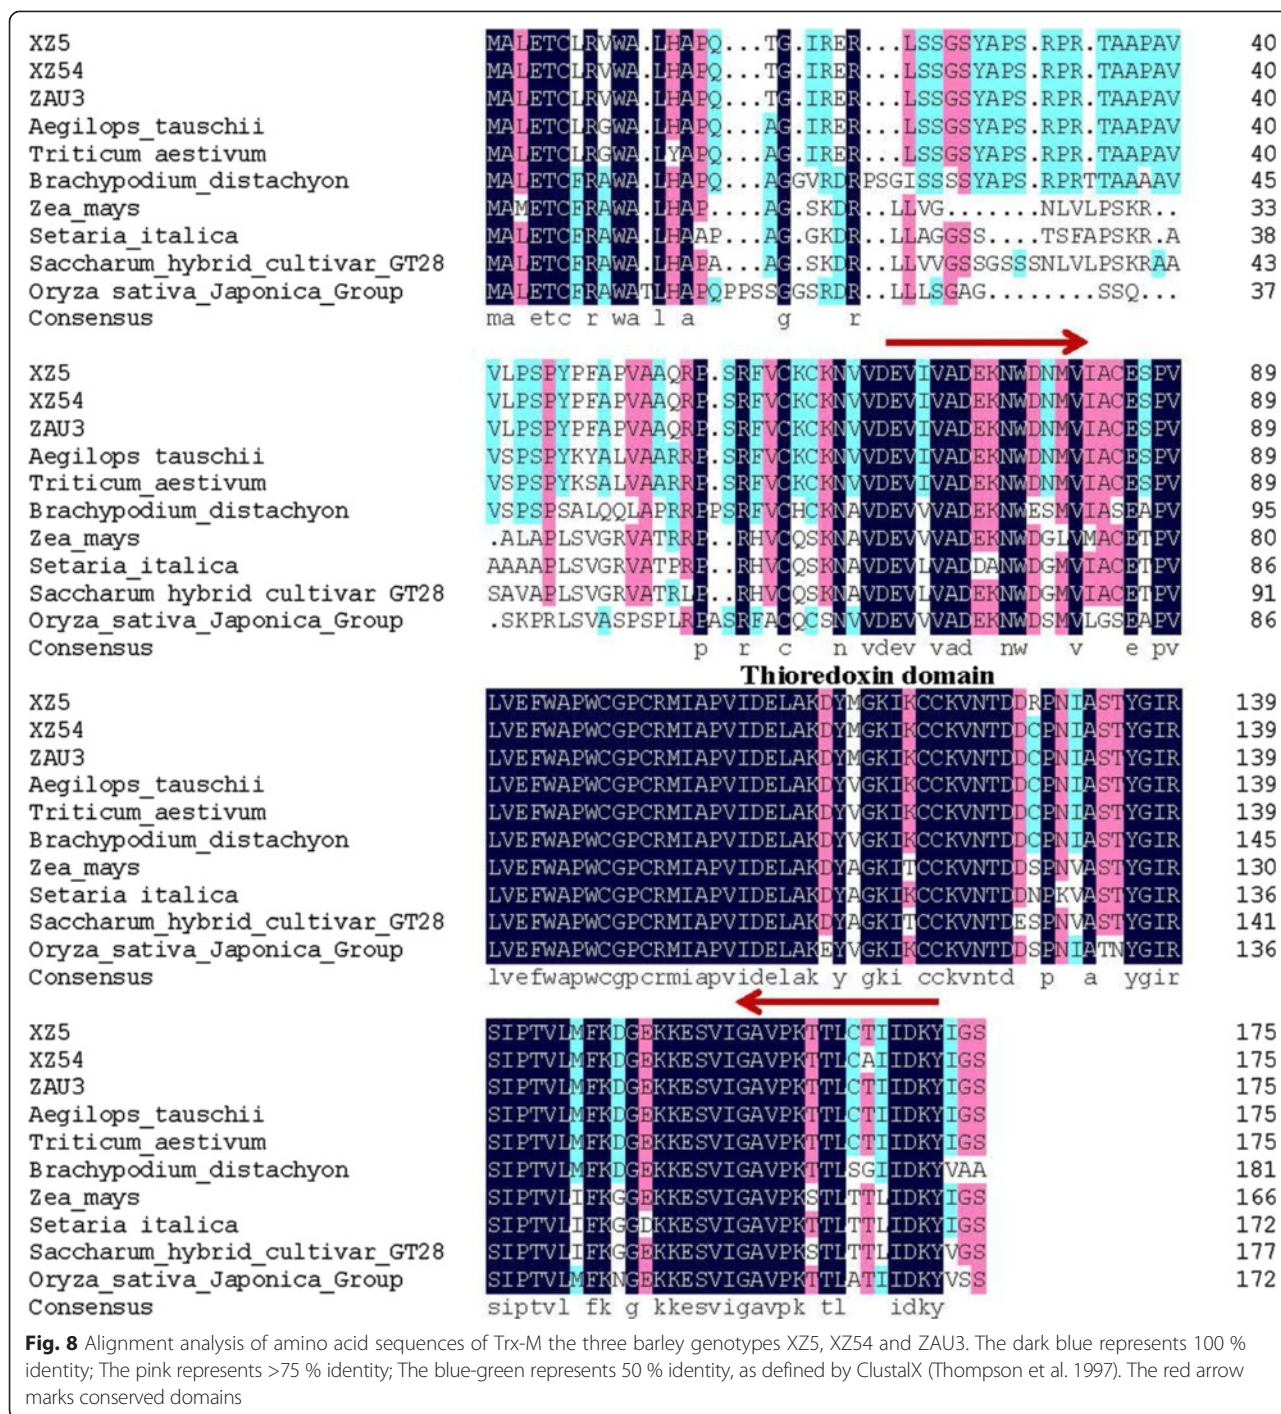 XZ5 MALETCLRVWA.LHAPQ...TG.IRER...LSSGSYAPS.RPR.TAAPAV 40
XZ54 MALETCLRVWA.LHAPQ...TG.IRER...LSSGSYAPS.RPR.TAAPAV 40
ZAU3 MALETCLRVWA.LHAPQ...TG.IRER...LSSGSYAPS.RPR.TAAPAV 40
Aegilops_tauschii MALETCLRGWA.LHAPQ...AG.IRER...LSSGSYAPS.RPR.TAAPAV 40
Triticum aestivum MALETCLRGWA.LYAPQ...AG.IRER...LSSGSYAPS.RPR.TAAPAV 40
Brachypodium_distachyon MALETCFRAWA.LHAPQ...AGGVRDRPSGISSSSYAPS.RPRTTAAAAV 45
Zea_mays MAMETCFRAWA.LHAP....AG.SKDR...LLVG.......NLVLPSKR.. 33
Setaria_italica MALETCFRAWA.LHAAP...AG.GKDR...LLAGGSS....TSFAPSKR.A 38
Saccharum_hybrid_cultivar_GT28 MALETCFRAWA.LHAPA...AG.SKDR...LLVVGSSGSSSNLVLPSKRAA 43
Oryza sativa_Japonica_Group MALETCFRAWATLHAPQPPSSGGSRDR...LLLSGAG........SSQ... 37
Consensus ma etc r wa l a g r
XZ5 VLPSPYPFAPVAAQRP.SRFVCKCKNVVDEVIVADEKNWDNMVIACESPV 89
XZ54 VLPSPYPFAPVAAQRP.SRFVCKCKNVVDEVIVADEKNWDNMVIACESPV 89
ZAU3 VLPSPYPFAPVAAQRP.SRFVCKCKNVVDEVIVADEKNWDNMVIACESPV 89
Aegilops tauschii VSPSPYKYALVAARRP.SRFVCKCKNVVDEVIVADEKNWDNMVIACESPV 89
Triticum_aestivum VSPSPYKSALVAARRP.SRFVCKCKNVVDEVIVADEKNWDNMVIACESPV 89
Brachypodium_distachyon VSPSPSALQQLAPRRPPSRFVCHCKNAVDEVVVADEKNWESMVIASEAPV 95
Zea_mays .ALAPLSVGRVATRRP..RHVCQSKNAVDEVVVADEKNWDGLVMACETPV 80
Setaria_italica AAAAPLSVGRVATPRP..RHVCQSKNAVDEVLVADDANWDGMVIACETPV 86
Saccharum hybrid cultivar GT28 SAVAPLSVGRVATRLP..RHVCQSKNAVDEVLVADEKNWDGMVIACETPV 91
Oryza_sativa_Japonica_Group .SKPRLSVASPSPLRPASRFACQCSNVVDEVVVADEKNWDSMVLGSEAPV 86
Consensus p r c n vdev vad nw v e pv
Thioredoxin domain
XZ5 LVEFWAPWCGPCRMIAPVIDELAKDYMGKIKCCKVNTDDRPNIASTYGIR 139
XZ54 LVEFWAPWCGPCRMIAPVIDELAKDYMGKIKCCKVNTDDCPNIASTYGIR 139
ZAU3 LVEFWAPWCGPCRMIAPVIDELAKDYMGKIKCCKVNTDDCPNIASTYGIR 139
Aegilops_tauschii LVEFWAPWCGPCRMIAPVIDELAKDYVGKIKCCKVNTDDCPNIASTYGIR 139
Triticum_aestivum LVEFWAPWCGPCRMIAPVIDELAKDYVGKIKCCKVNTDDCPNIASTYGIR 139
Brachypodium_distachyon LVEFWAPWCGPCRMIAPVIDELAKDYVGKIKCCKVNTDDCPNIASTYGIR 145
Zea_mays LVEFWAPWCGPCRMIAPVIDELAKDYAGKITCCKVNTDDSPNVASTYGIR 130
Setaria italica LVEFWAPWCGPCRMIAPVIDELAKDYAGKIKCCKVNTDDNPKVASTYGIR 136
Saccharum_hybrid_cultivar_GT28 LVEFWAPWCGPCRMIAPVIDELAKDYAGKITCCKVNTDESPNVASTYGIR 141
Oryza_sativa_Japonica_Group LVEFWAPWCGPCRMIAPVIDELAKEYVGKIKCCKVNTDDSPNIATNYGIR 136
Consensus lvefwapwcgpcrmiapvidelak y gki cckvntd p a ygir
XZ5 SIPTVLMFKDGEKKESVIGAVPKTTLCTIIDKYIGS 175
XZ54 SIPTVLMFKDGEKKESVIGAVPKTTLCAIIDKYIGS 175
ZAU3 SIPTVLMFKDGEKKESVIGAVPKTTLCTIIDKYIGS 175
Aegilops_tauschii SIPTVLMFKDGEKKESVIGAVPKTTLCTIIDKYIGS 175
Triticum_aestivum SIPTVLMFKDGEKKESVIGAVPKTTLCTIIDKYIGS 175
Brachypodium_distachyon SIPTVLMFKDGEKKESVIGAVPKTTLSGIIDKYVAA 181
Zea_mays SIPTVLIFKGGEKKESVIGAVPKSTLTTLIDKYIGS 166
Setaria italica SIPTVLIFKGGDKKESVIGAVPKTTLTTLIDKYIGS 172
Saccharum_hybrid_cultivar_GT28 SIPTVLIFKGGEKKESVIGAVPKSTLTTLIDKYVGS 177
Oryza_sativa_Japonica_Group SIPTVLMFKNGEKKESVIGAVPKTTLATIIDKYVSS 172
Consensus siptvl fk g kkesvigavpk tl idky
Fig. 8 Alignment analysis of amino acid sequences of Trx-M the three barley genotypes XZ5, XZ54 and ZAU3. The dark blue represents 100 %
identity; The pink represents >75 % identity; The blue-green represents 50 % identity, as defined by ClustalX (Thompson et al. 1997). The red arrow
marks conserved domains